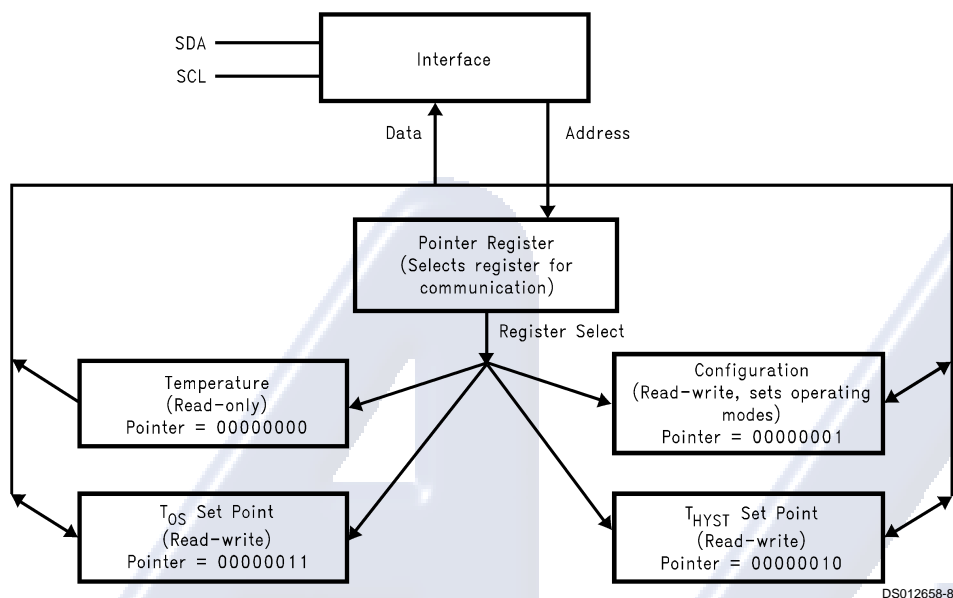 SDA
SCL
Interface
Data
Address
Pointer Register
(Selects register for
communication)
Register Select
Temperature
(Read-only)
Pointer = 00000000
Configuration
(Read-write, sets operating
modes)
Pointer = 00000001
TOS Set Point
(Read-write)
Pointer = 00000011
THYST Set Point
(Read-write)
Pointer = 00000010
DS012658-8